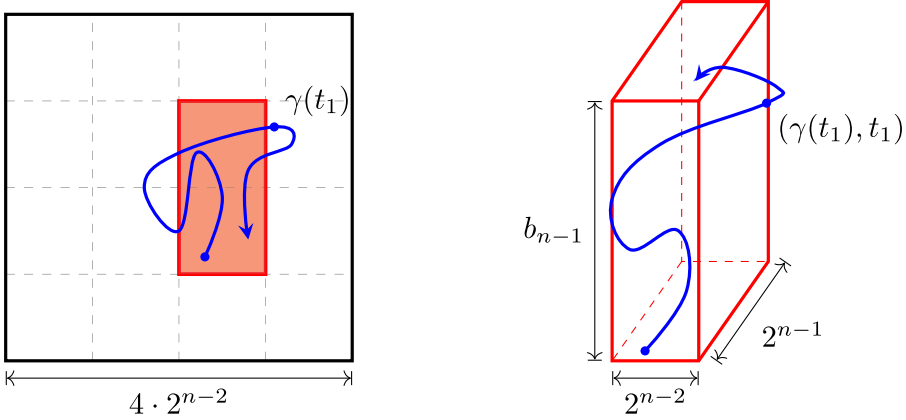 γ(t₁)
4 · 2ⁿ⁻²
(γ(t₁), t₁)
bₙ₋₁
2ⁿ⁻¹
2ⁿ⁻²